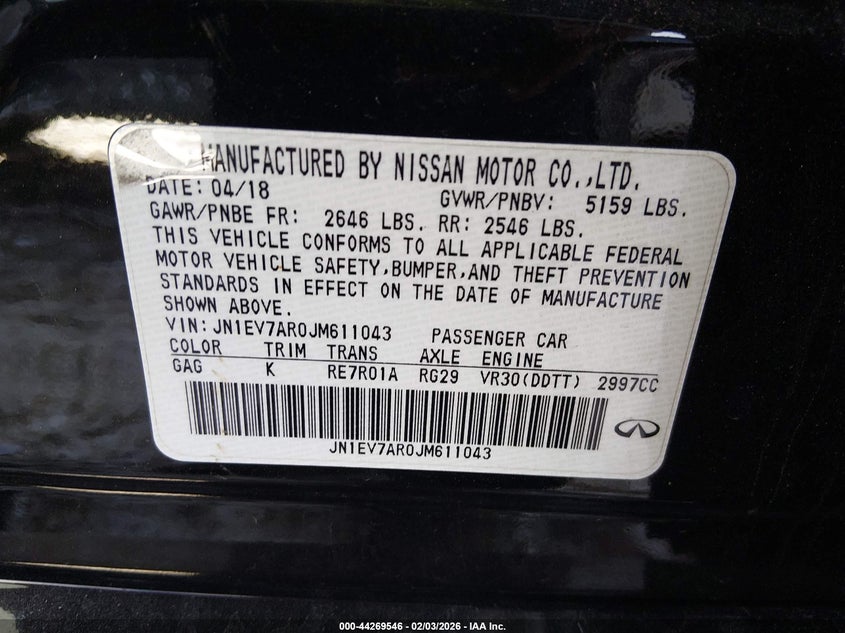 MANUFACTURED BY NISSAN MOTOR CO.,LTD.
DATE: 04/18 GVWR/PNBV: 5159 LBS.
GAWR/PNBE FR: 2646 LBS. RR: 2546 LBS.
THIS VEHICLE CONFORMS TO ALL APPLICABLE FEDERAL
MOTOR VEHICLE SAFETY,BUMPER,AND THEFT PREVENTION
STANDARDS IN EFFECT ON THE DATE OF MANUFACTURE
SHOWN ABOVE.
VIN: JN1EV7AR0JM611043 PASSENGER CAR
COLOR TRIM TRANS AXLE ENGINE
GAG K RE7R01A RG29 VR30(DDTT) 2997CC
JN1EV7AR0JM611043
000-44269546 - 02/03/2026 - IAA Inc.